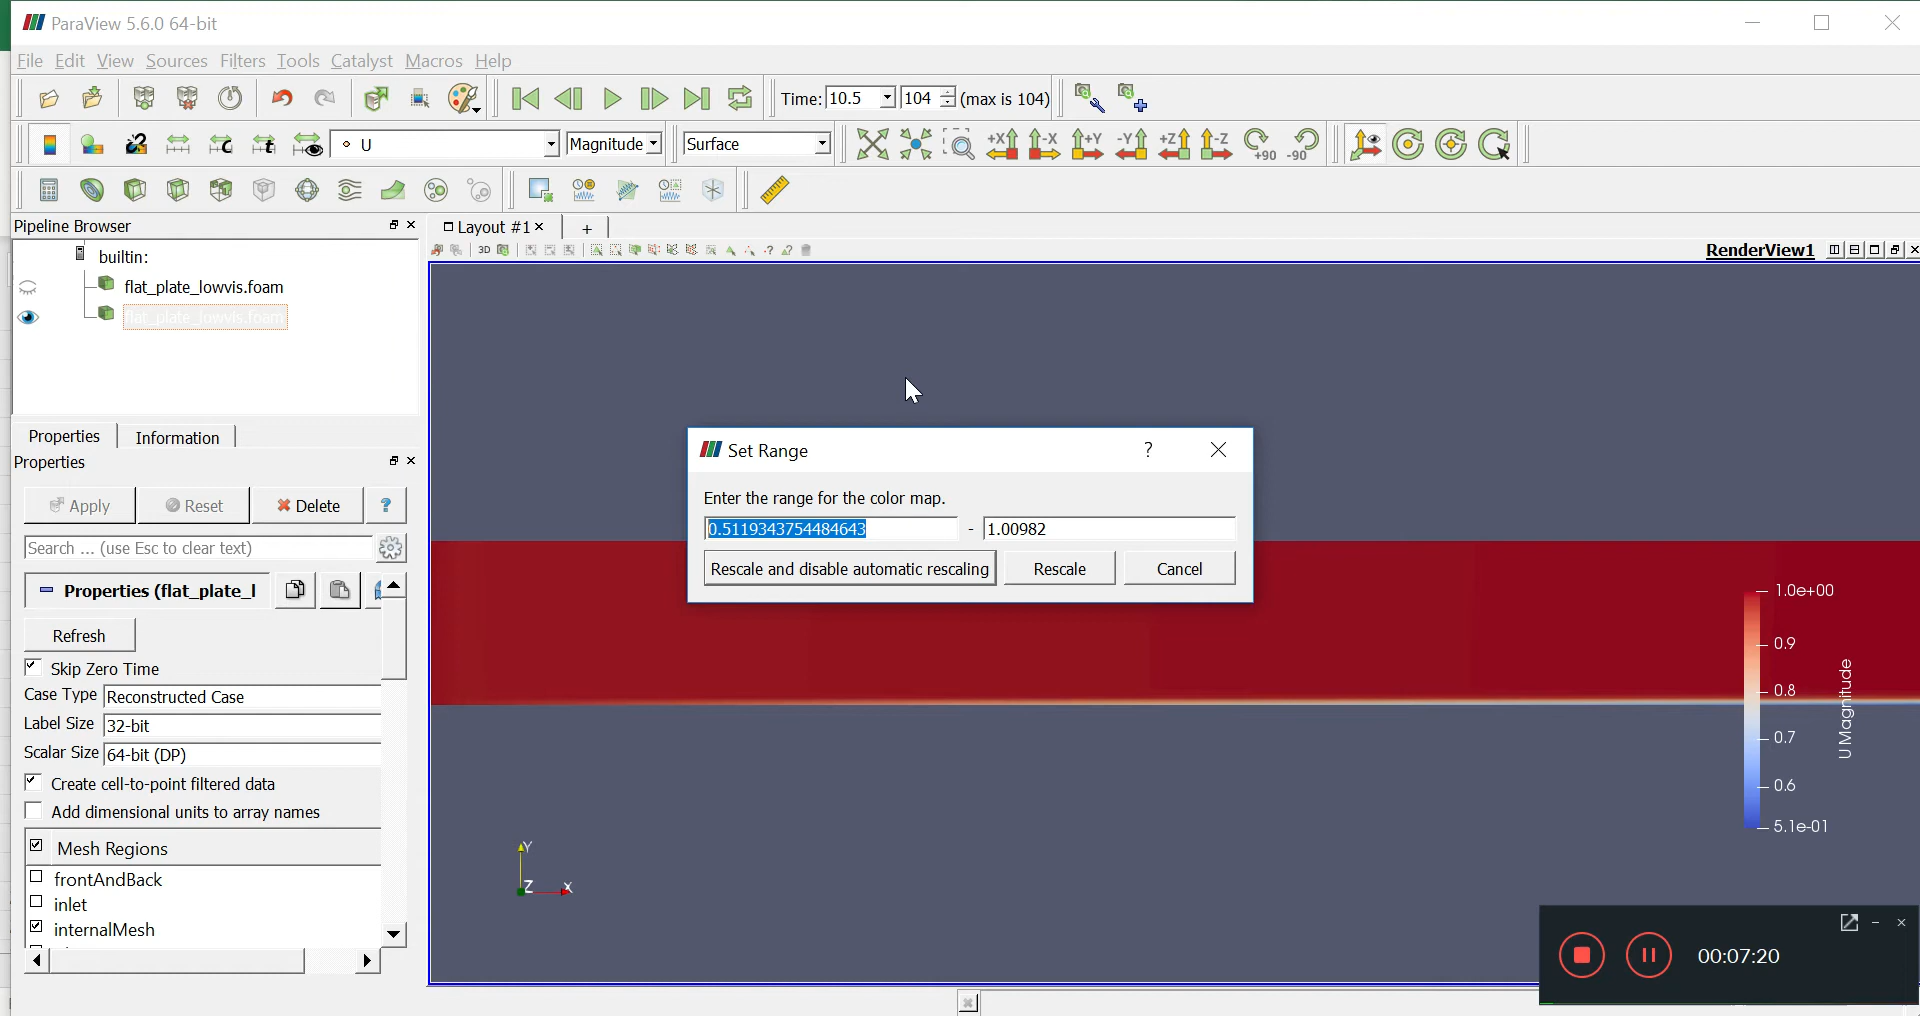 ParaView 5.6.0 64-bit
File Edit View Sources Filters Tools Catalyst Macros Help
Time: 10.5 104 (max is 104)
U Magnitude Surface +X -X +Y -Y +Z -Z +90 -90
Pipeline Browser
Layout #1 +
3D
RenderView1
builtin:
flat_plate_lowvis.foam
flat_plate_lowvis.foam
Properties Information
Properties
Apply Reset Delete ?
Search ... (use Esc to clear text)
Properties (flat_plate_l
Refresh
Skip Zero Time
Case Type Reconstructed Case
Label Size 32-bit
Scalar Size 64-bit (DP)
Create cell-to-point filtered data
Add dimensional units to array names
Mesh Regions
frontAndBack
inlet
internalMesh
Set Range ?
Enter the range for the color map.
0.5119343754484643 - 1.00982
Rescale and disable automatic rescaling Rescale Cancel
1.0e+00
0.9
0.8
0.7
0.6
5.1e-01
U Magnitude
Y
Z X
00:07:20